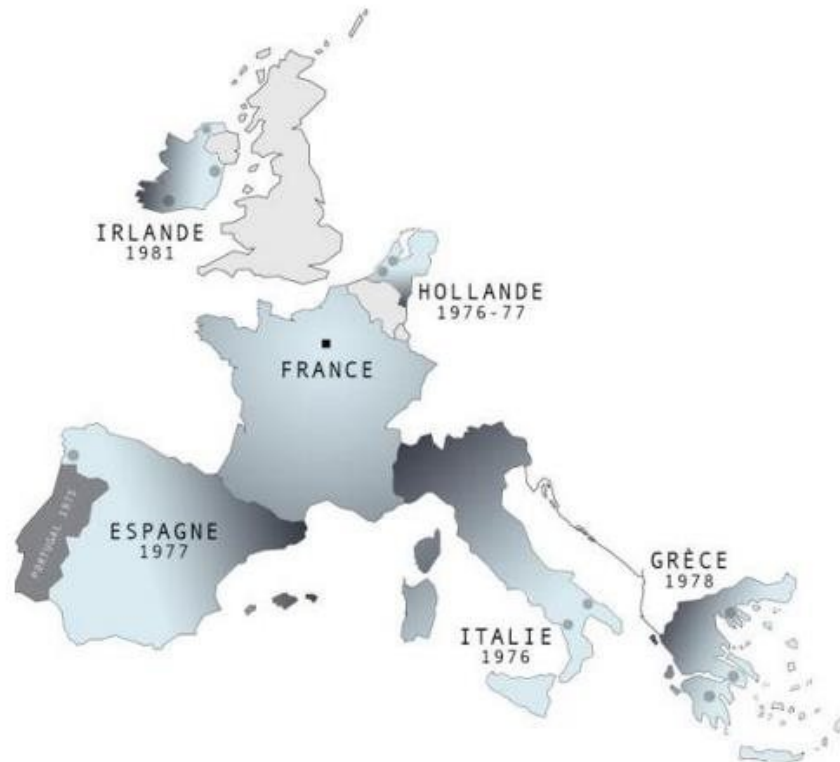 IRLANDE
1981
HOLLANDE
1976-77
FRANCE
PORTUGAL 1975
ESPAGNE
1977
GRÈCE
1978
ITALIE
1976